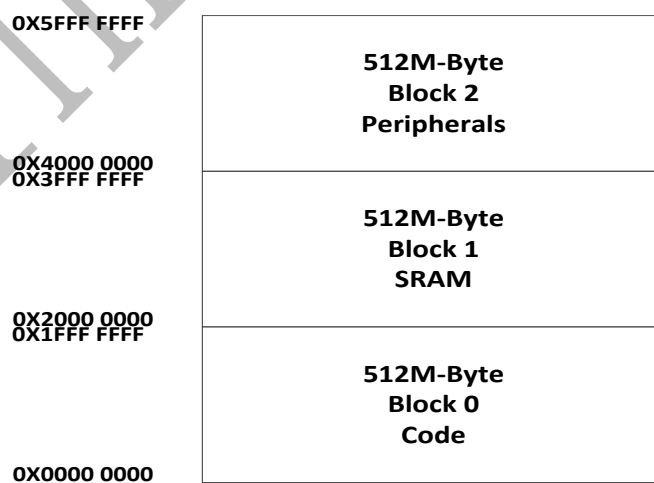 0X5FFF FFFF
512M-Byte
Block 2
Peripherals
0X4000 0000
0X3FFF FFFF
512M-Byte
Block 1
SRAM
0X2000 0000
0X1FFF FFFF
512M-Byte
Block 0
Code
0X0000 0000